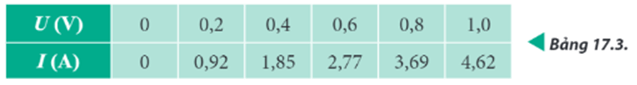 U (V) 0 0,2 0,4 0,6 0,8 1,0
I (A) 0 0,92 1,85 2,77 3,69 4,62
Bảng 17.3.